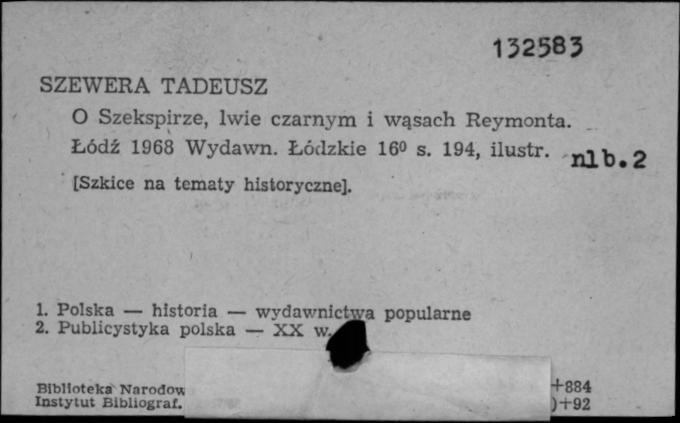 132583
SZEWERA TADEUSZ
O Szekspirze, lwie czarnym i wąsach Reymonta.
Łódź 1968 Wydawn. Łódzkie 16⁰ s. 194, ilustr. nlb.2
[Szkice na tematy historyczne].
1. Polska — historia — wydawnictwa popularne
2. Publicystyka polska — XX w.
Biblioteka Narodow +884
Instytut Bibliograf. )+92